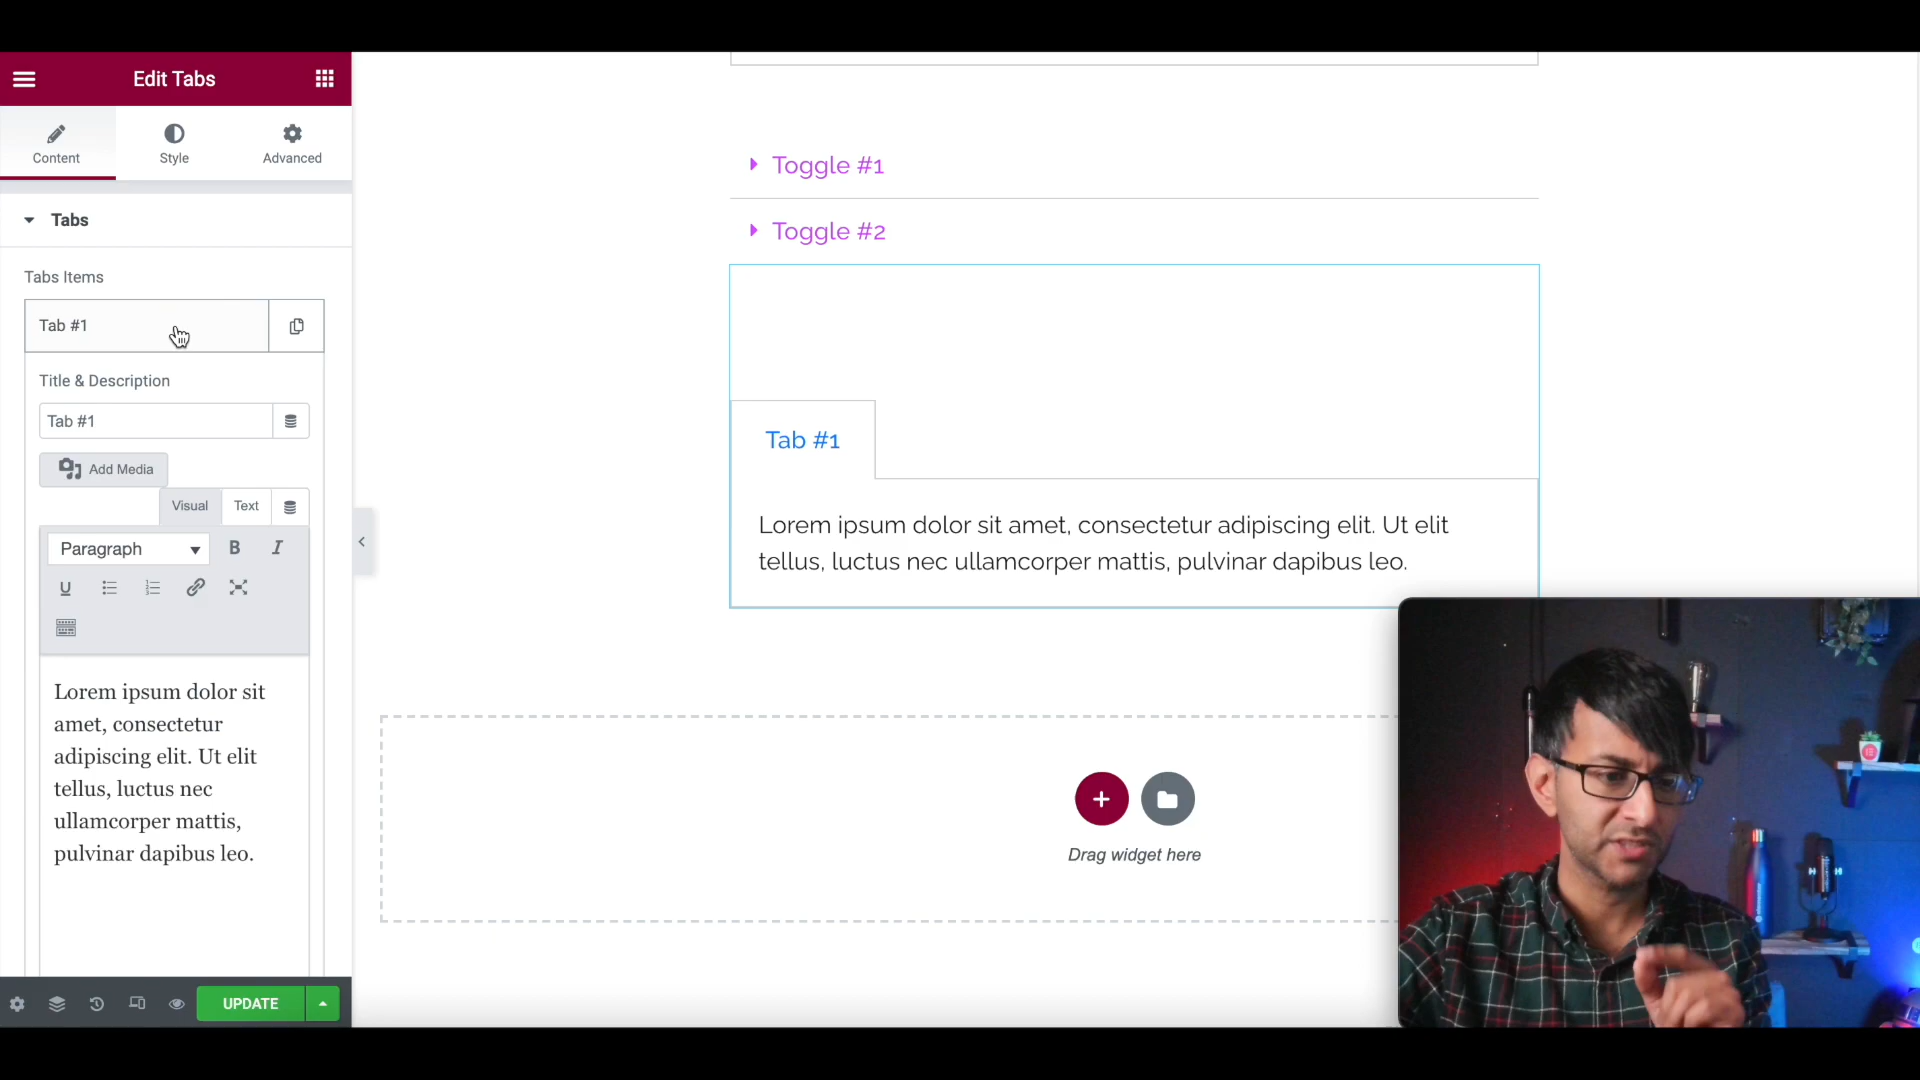 Edit Tabs
Content
Style
Advanced
Tabs
Tabs Items
Tab #1
Title & Description
Tab #1
Add Media
Visual
Text
Paragraph
B
I
U
Lorem ipsum dolor sit
amet, consectetur
adipiscing elit. Ut elit
tellus, luctus nec
ullamcorper mattis,
pulvinar dapibus leo.
UPDATE
Toggle #1
Toggle #2
Tab #1
Lorem ipsum dolor sit amet, consectetur adipiscing elit. Ut elit
tellus, luctus nec ullamcorper mattis, pulvinar dapibus leo.
Drag widget here